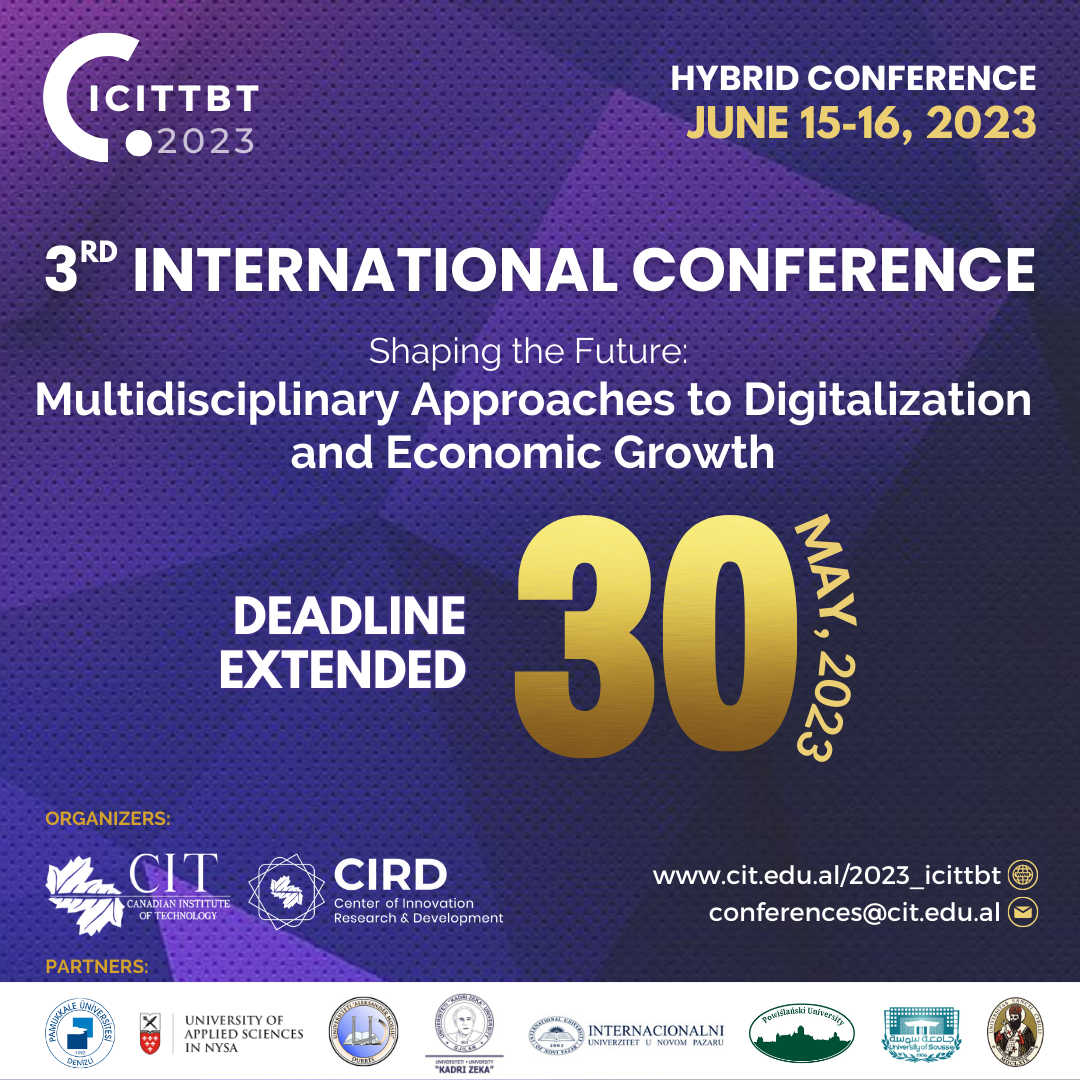 ICITTBT
2023
HYBRID CONFERENCE
JUNE 15-16, 2023
3RD INTERNATIONAL CONFERENCE
Shaping the Future:
Multidisciplinary Approaches to Digitalization
and Economic Growth
DEADLINE
EXTENDED
30
MAY, 2023
ORGANIZERS:
CIT
CANADIAN INSTITUTE
OF TECHNOLOGY
CIRD
Center of Innovation
Research & Development
www.cit.edu.al/2023_icittbt
conferences@cit.edu.al
PARTNERS:
PAMUKKALE ÜNİVERSİTESİ
1992
DENİZLİ
UNIVERSITY OF
APPLIED SCIENCES
IN NYSA
DURRËS
UNIVERSITETI • UNIVERSITY
"KADRI ZEKA"
2002
INTERNACIONALNI
UNIVERZITET U NOVOM PAZARU
Powiślański University
جامعة سوسة
University of Sousse